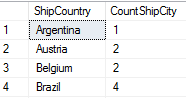 ShipCountry CountShipCity
1 Argentina 1
2 Austria 2
3 Belgium 2
4 Brazil 4